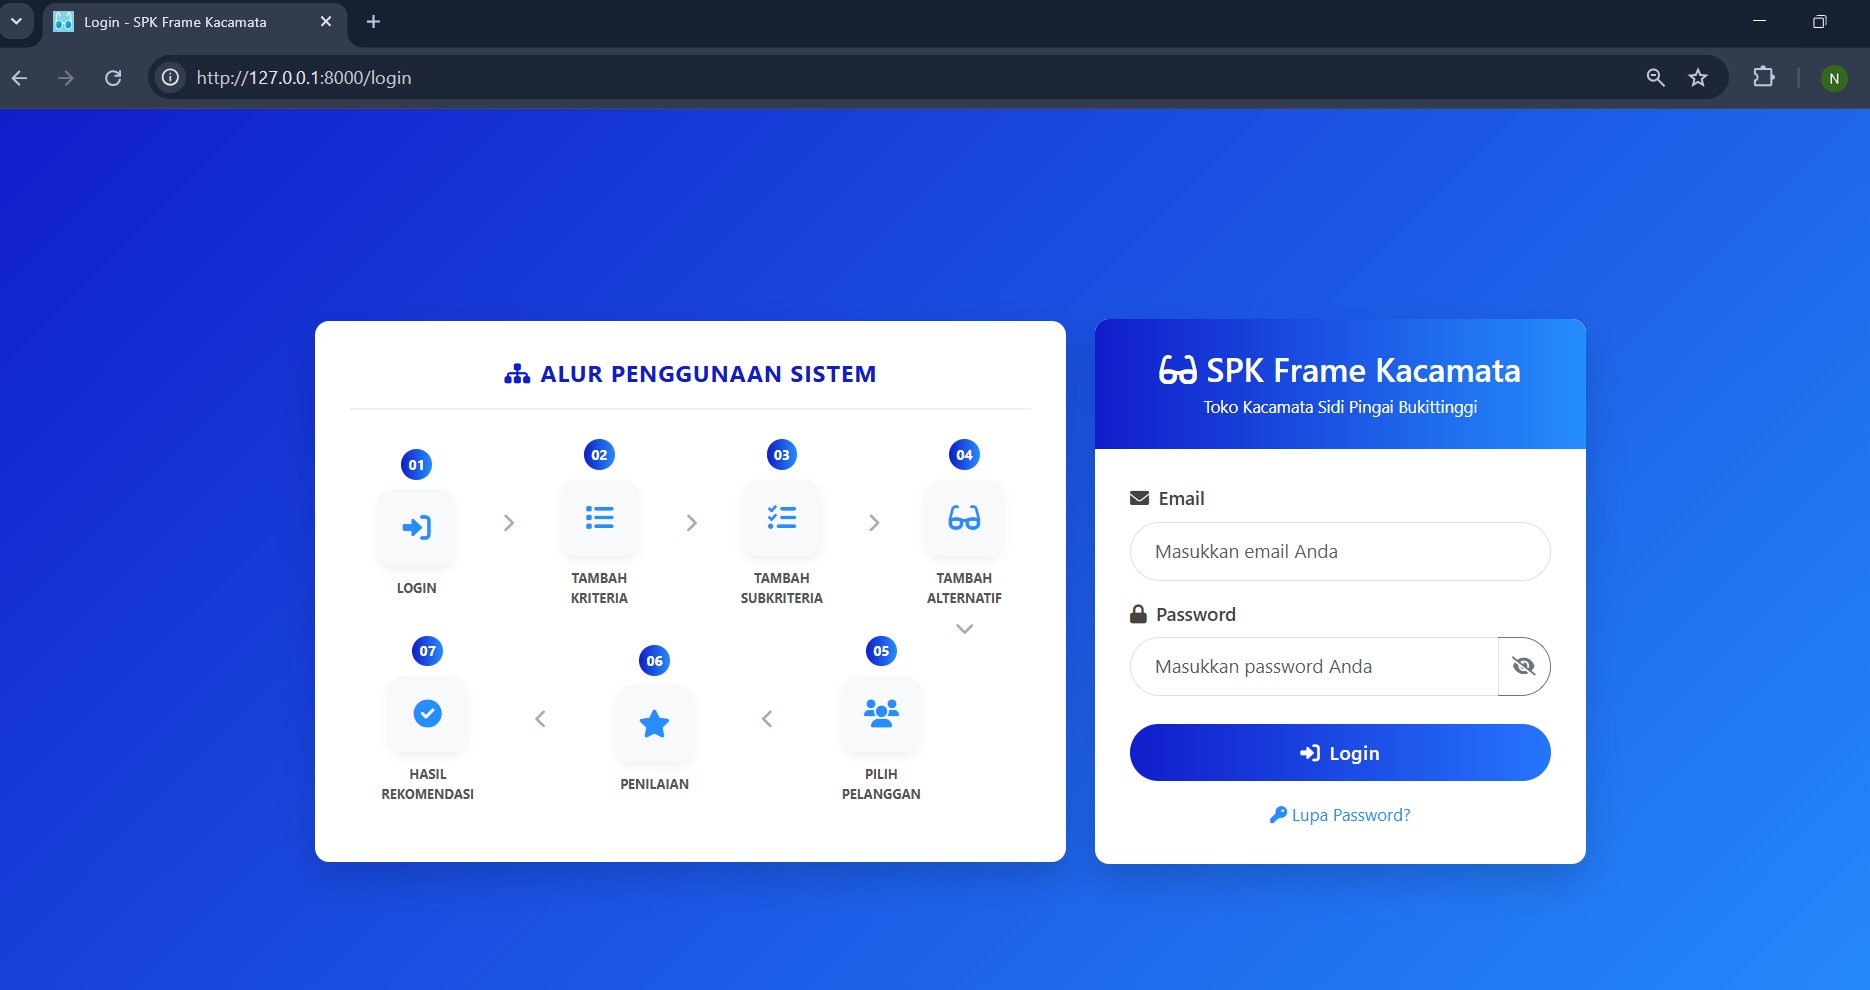 Login - SPK Frame Kacamata
http://127.0.0.1:8000/login
N
ALUR PENGGUNAAN SISTEM
01
LOGIN
02
TAMBAH
KRITERIA
03
TAMBAH
SUBKRITERIA
04
TAMBAH
ALTERNATIF
05
PILIH
PELANGGAN
06
PENILAIAN
07
HASIL
REKOMENDASI
SPK Frame Kacamata
Toko Kacamata Sidi Pingai Bukittinggi
Email
Masukkan email Anda
Password
Masukkan password Anda
Login
Lupa Password?